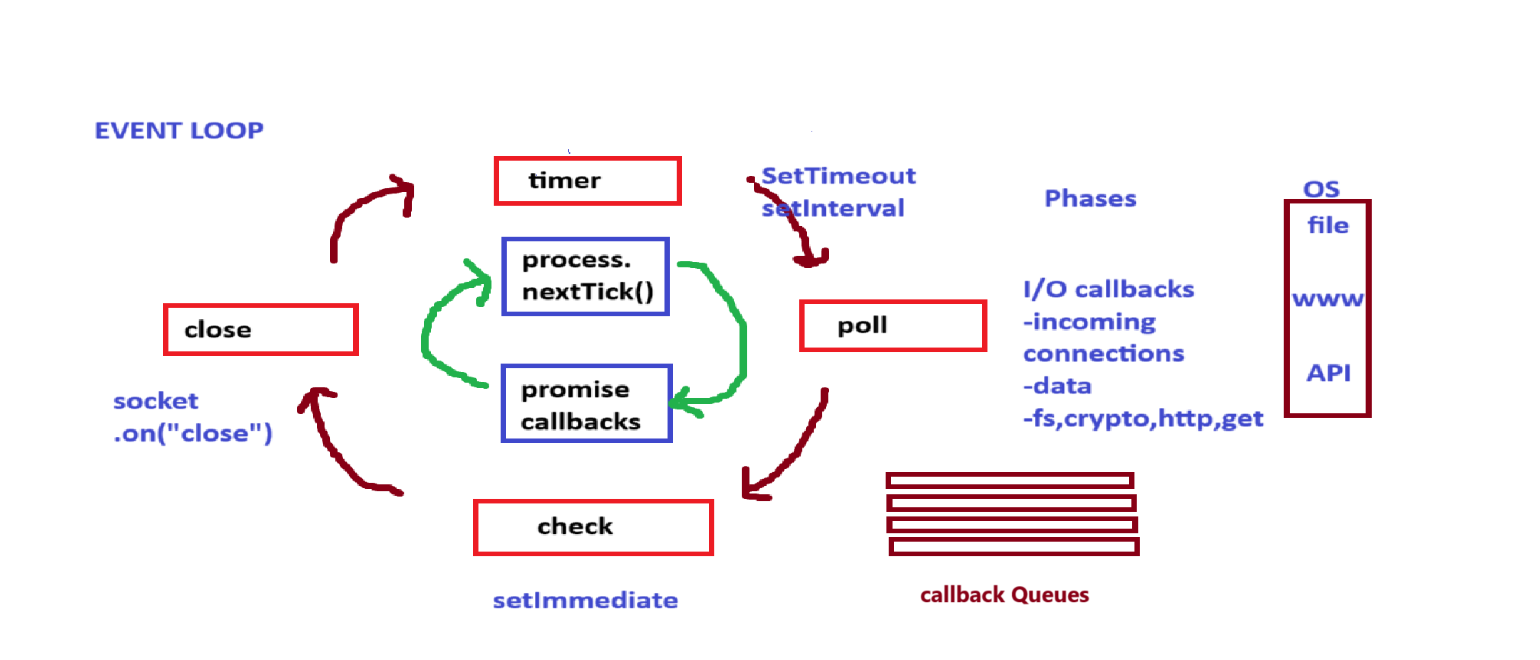 EVENT LOOP
timer
SetTimeout
setInterval
Phases
OS
file
www
API
process.
nextTick()
I/O callbacks
-incoming
connections
-data
-fs,crypto,http,get
close
poll
promise
callbacks
socket
.on("close")
check
setImmediate
callback Queues